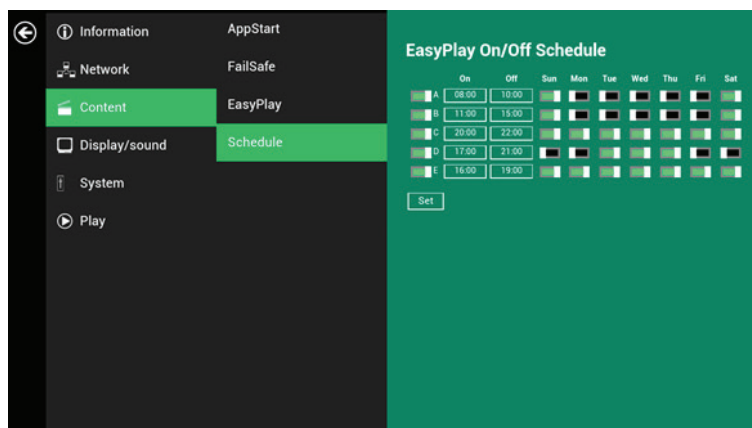 Information
Network
Content
Display/sound
System
Play
AppStart
FailSafe
EasyPlay
Schedule
EasyPlay On/Off Schedule
On Off Sun Mon Tue Wed Thu Fri Sat
A 08:00 10:00
B 11:00 15:00
C 20:00 22:00
D 17:00 21:00
E 16:00 19:00
Set